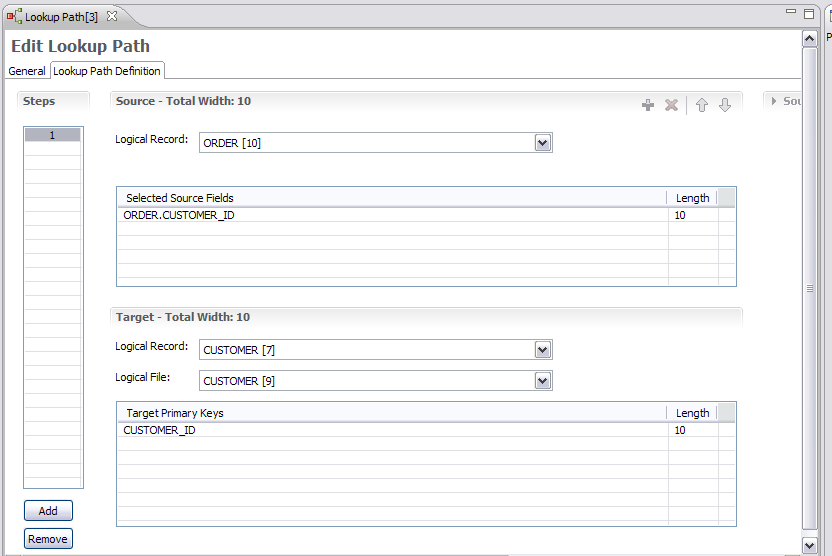 Lookup Path[3]
Edit Lookup Path
General Lookup Path Definition
Steps
1
Add
Remove
Source - Total Width: 10
Logical Record: ORDER [10]
Selected Source Fields Length
ORDER.CUSTOMER_ID 10
Target - Total Width: 10
Logical Record: CUSTOMER [7]
Logical File: CUSTOMER [9]
Target Primary Keys Length
CUSTOMER_ID 10
Sou
P